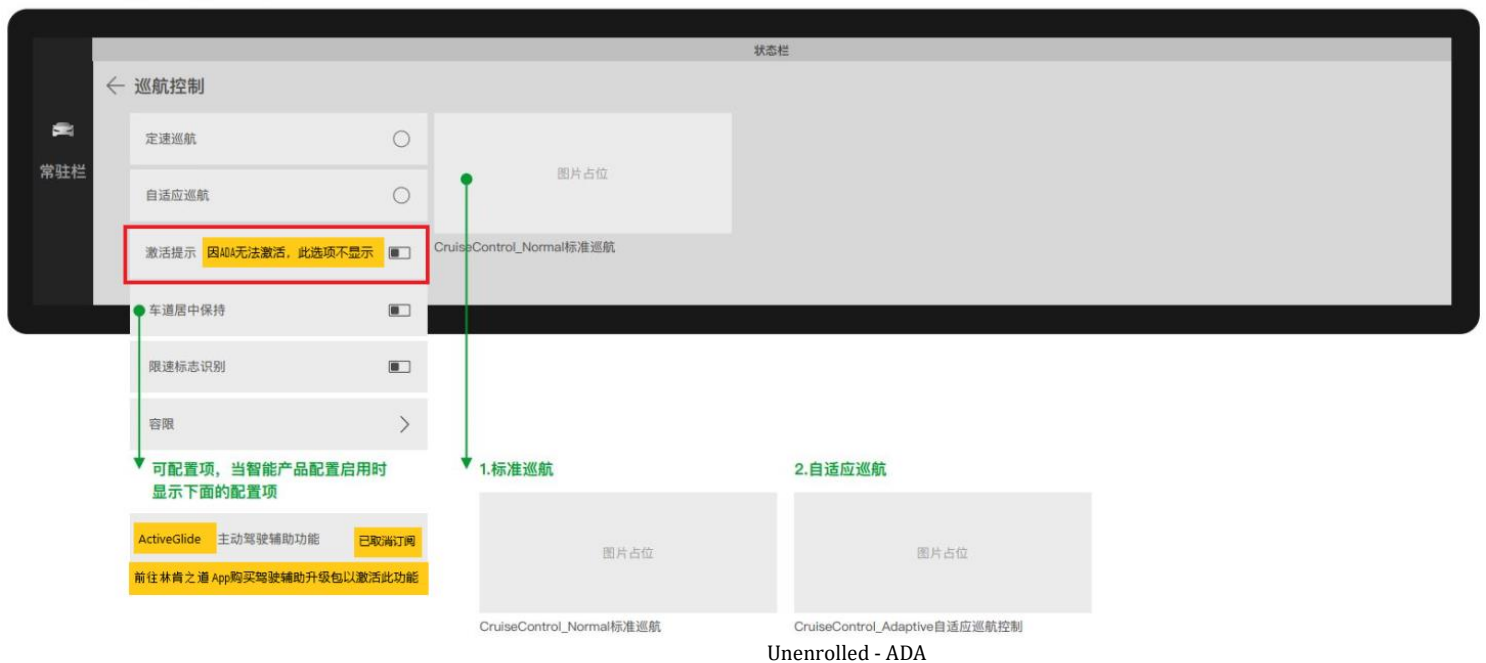 状态栏
巡航控制
常驻栏
定速巡航
自适应巡航
激活提示 因ADA无法激活，此选项不显示
车道居中保持
限速标志识别
容限
图片占位
CruiseControl_Normal标准巡航
可配置项，当智能产品配置启用时
显示下面的配置项
ActiveGlide 主动驾驶辅助功能 已取消订阅
前往林肯之道 App购买驾驶辅助升级包以激活此功能
1.标准巡航
图片占位
CruiseControl_Normal标准巡航
2.自适应巡航
图片占位
CruiseControl_Adaptive自适应巡航控制
Unenrolled - ADA